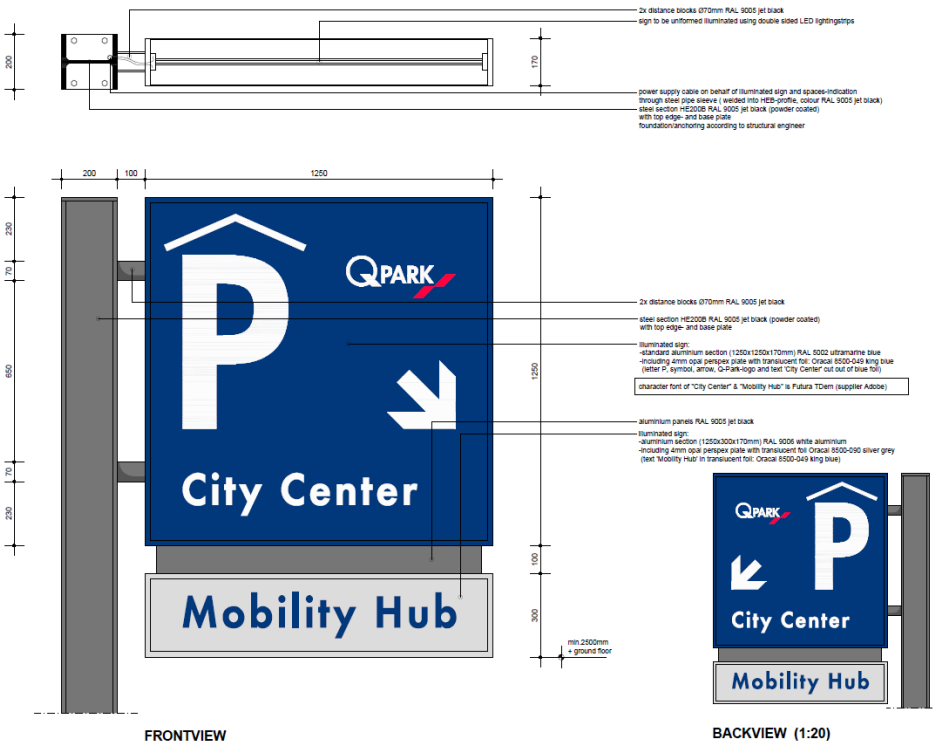 2x distance blocks Ø70mm RAL 9005 jet black
sign to be uniformed illuminated using double sided LED lightingstrips
200
170
power supply cable on behalf of illuminated sign and spaces-indication
through steel pipe sleeve ( welded into HEB-profile, colour RAL 9005 jet black)
steel section HE200B RAL 9005 jet black (powder coated)
with top edge- and base plate
foundation/anchoring according to structural engineer
200
100
1250
230
70
650
70
230
1250
100
300
P
QPARK
City Center
Mobility Hub
2x distance blocks Ø70mm RAL 9005 jet black
steel section HE200B RAL 9005 jet black (powder coated)
with top edge- and base plate
illuminated sign:
-standard aluminium section (1250x1250x170mm) RAL 5002 ultramarine blue
-including 4mm opal perspex plate with translucent foil: Oracal 8500-049 king blue
(letter P, symbol, arrow, Q-Park-logo and text 'City Center' cut out of blue foil)
character font of "City Center" & "Mobility Hub" is Futura TDem (supplier Adobe)
aluminium panels RAL 9005 jet black
illuminated sign:
-aluminium section (1250x300x170mm) RAL 9006 white aluminium
-including 4mm opal perspex plate with translucent foil Oracal 8500-090 silver grey
(text 'Mobility Hub' in translucent foil: Oracal 8500-049 king blue)
min.2500mm
+ ground floor
QPARK
P
City Center
Mobility Hub
FRONTVIEW
BACKVIEW (1:20)